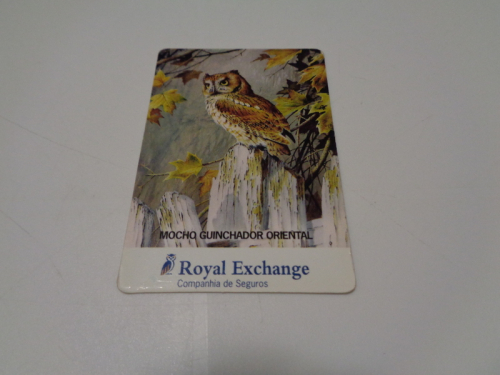 MOCHO GUINCHADOR ORIENTAL
Royal Exchange
Companhia de Seguros